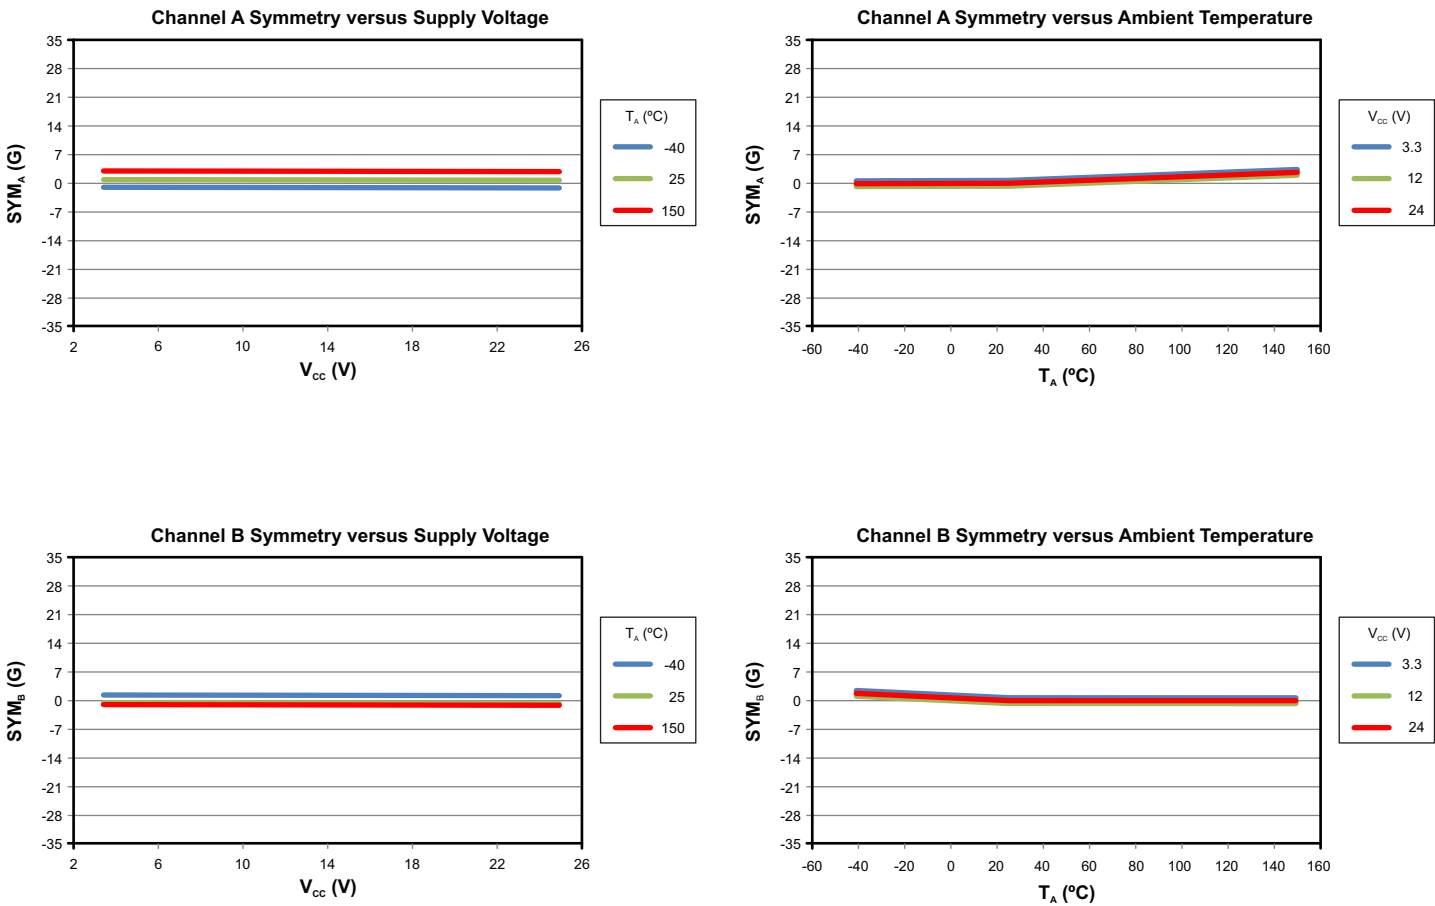 Channel A Symmetry versus Supply Voltage
35
28
21
14
7
0
-7
-14
-21
-28
-35
SYMA (G)
2 6 10 14 18 22 26
VCC (V)
TA (ºC)
-40
25
150
Channel A Symmetry versus Ambient Temperature
35
28
21
14
7
0
-7
-14
-21
-28
-35
SYMA (G)
-60 -40 -20 0 20 40 60 80 100 120 140 160
TA (ºC)
VCC (V)
3.3
12
24
Channel B Symmetry versus Supply Voltage
35
28
21
14
7
0
-7
-14
-21
-28
-35
SYMB (G)
2 6 10 14 18 22 26
VCC (V)
TA (ºC)
-40
25
150
Channel B Symmetry versus Ambient Temperature
35
28
21
14
7
0
-7
-14
-21
-28
-35
SYMB (G)
-60 -40 -20 0 20 40 60 80 100 120 140 160
TA (ºC)
VCC (V)
3.3
12
24